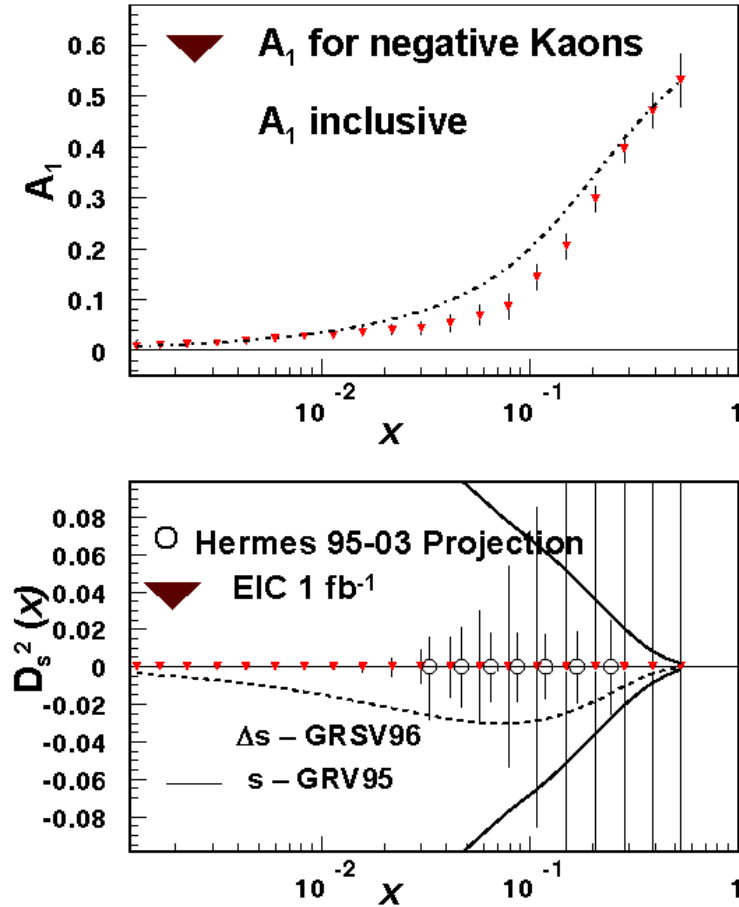 A₁ for negative Kaons
A₁ inclusive
A₁
0.6
0.5
0.4
0.3
0.2
0.1
0
10⁻²
10⁻¹
1
x
Hermes 95-03 Projection
EIC 1 fb⁻¹
D_s² (x)
0.08
0.06
0.04
0.02
0
-0.02
-0.04
-0.06
-0.08
Δs – GRSV96
s – GRV95
10⁻²
10⁻¹
1
x